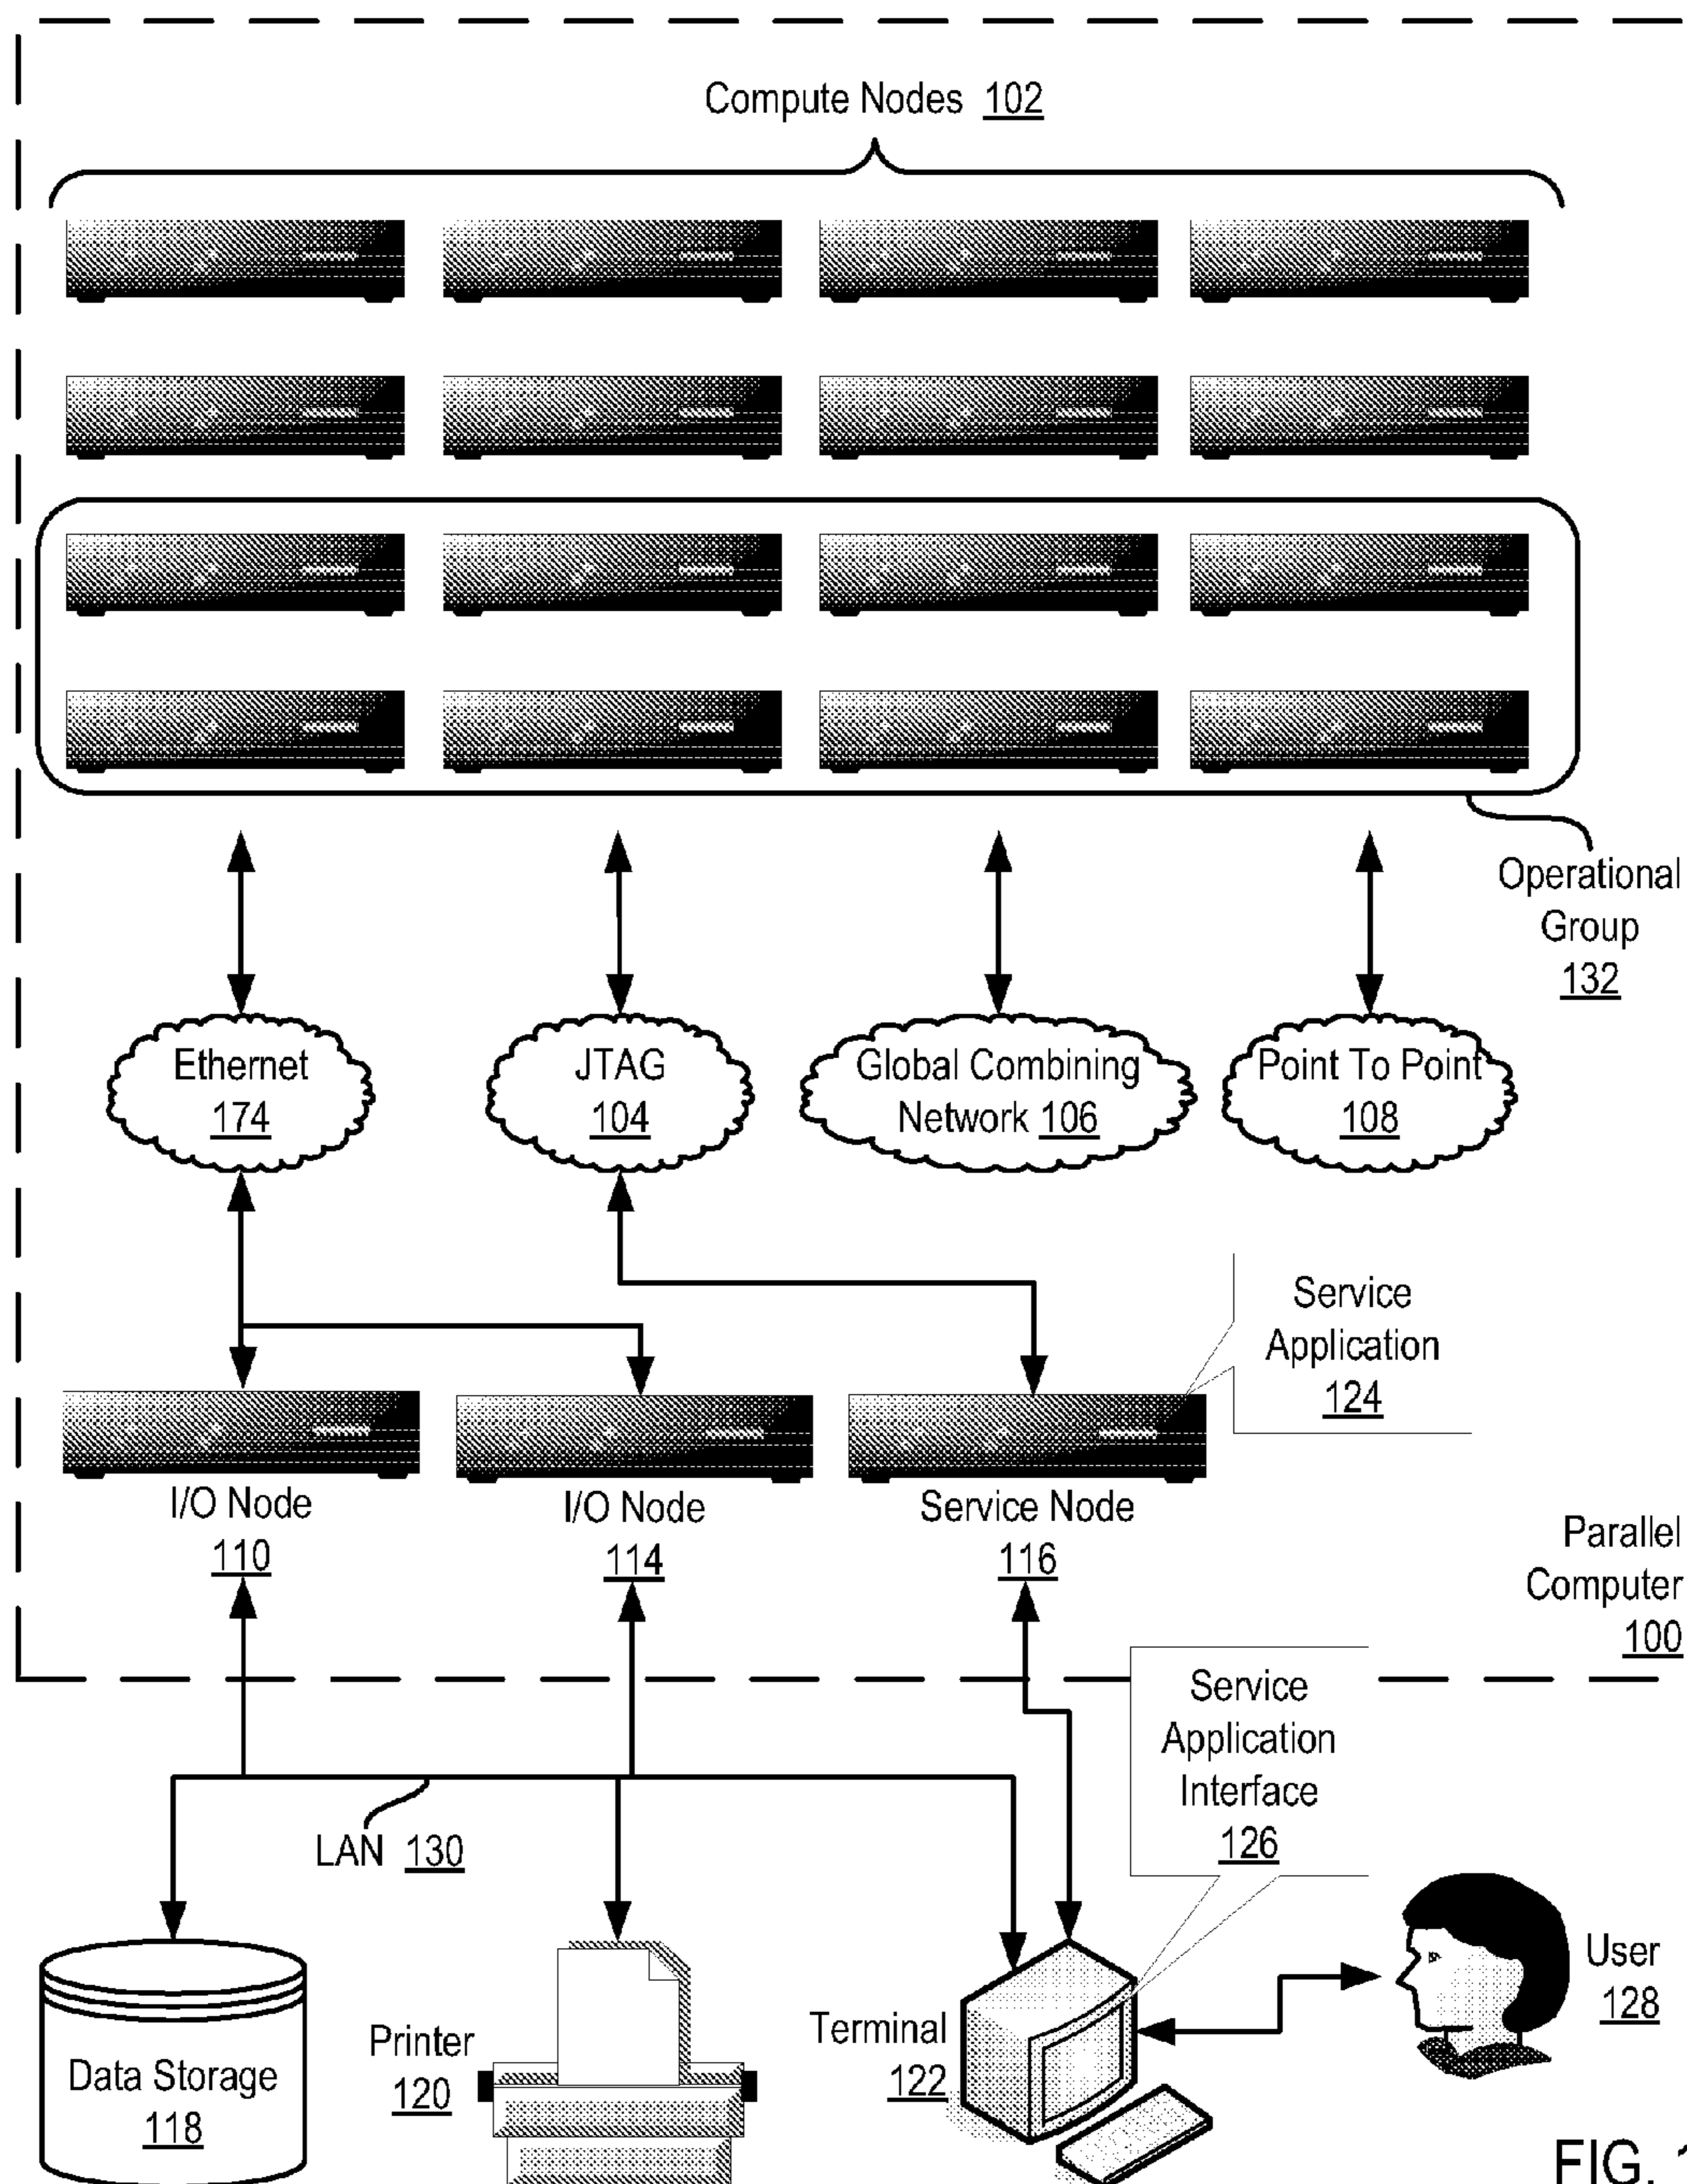 Compute Nodes 102
Operational
Group
132
Ethernet
174
JTAG
104
Global Combining
Network 106
Point To Point
108
Service
Application
124
I/O Node
110
I/O Node
114
Service Node
116
Parallel
Computer
100
Service
Application
Interface
126
LAN 130
Data Storage
118
Printer
120
Terminal
122
User
128
FIG.